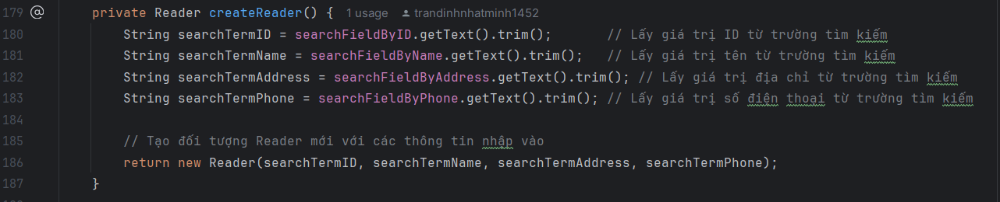 179 @ private Reader createReader() { 1 usage trandinhnhatminh1452
180 String searchTermID = searchFieldByID.getText().trim(); // Lấy giá trị ID từ trường tìm kiếm
181 String searchTermName = searchFieldByName.getText().trim(); // Lấy giá trị tên từ trường tìm kiếm
182 String searchTermAddress = searchFieldByAddress.getText().trim(); // Lấy giá trị địa chỉ từ trường tìm kiếm
183 String searchTermPhone = searchFieldByPhone.getText().trim(); // Lấy giá trị số điện thoại từ trường tìm kiếm
184
185 // Tạo đối tượng Reader mới với các thông tin nhập vào
186 return new Reader(searchTermID, searchTermName, searchTermAddress, searchTermPhone);
187 }